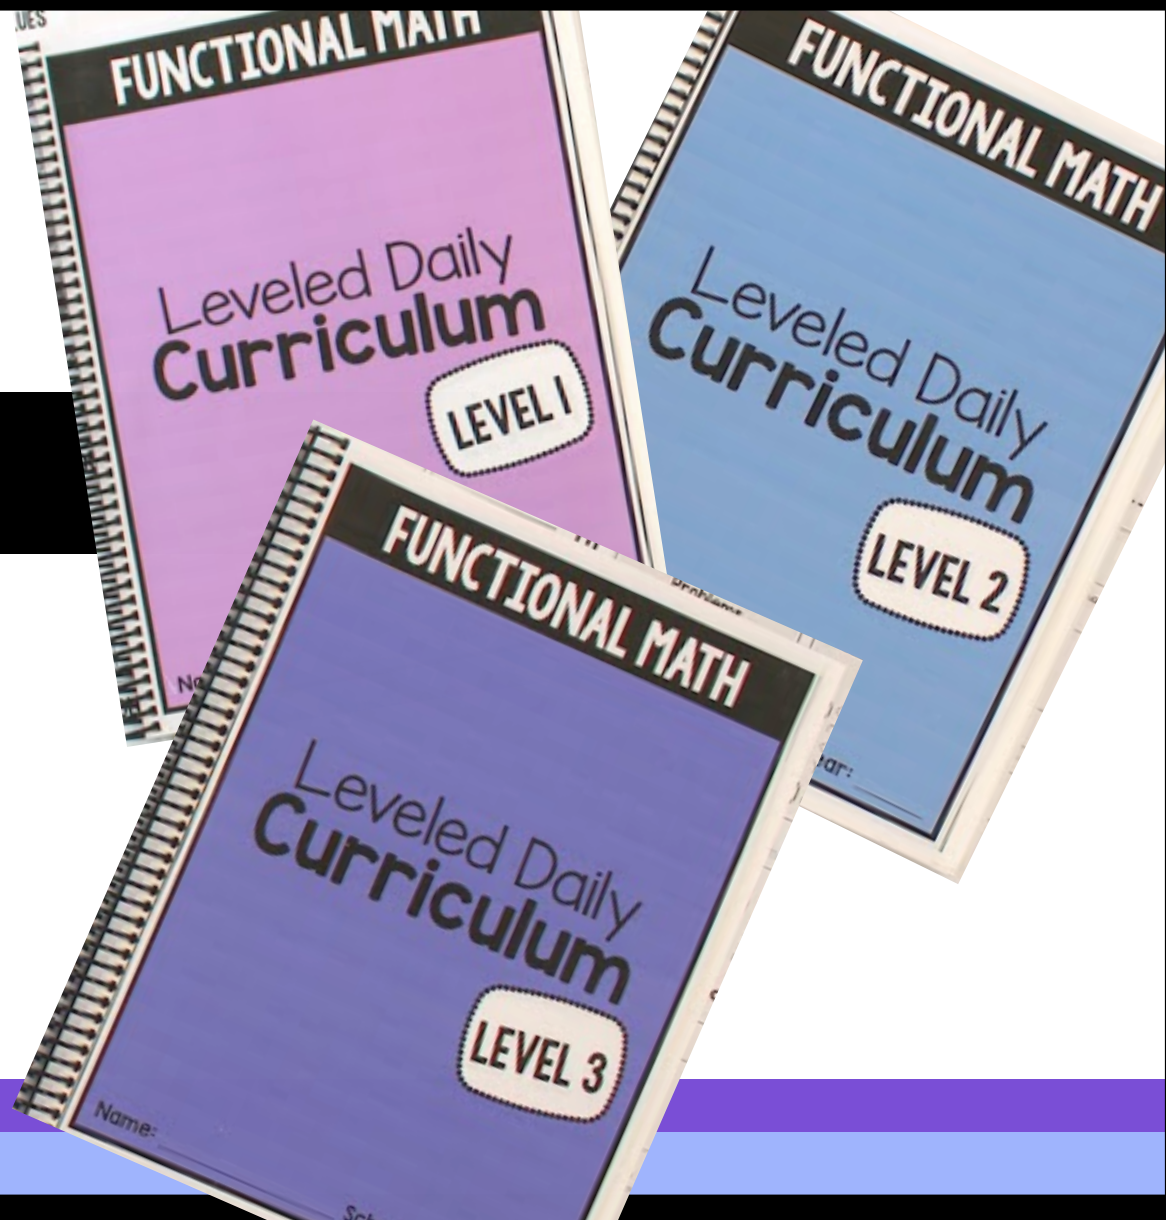 FUNCTIONAL MATH
Leveled Daily
Curriculum
LEVEL 1
FUNCTIONAL MATH
Leveled Daily
Curriculum
LEVEL 2
FUNCTIONAL MATH
Leveled Daily
Curriculum
LEVEL 3
Name: